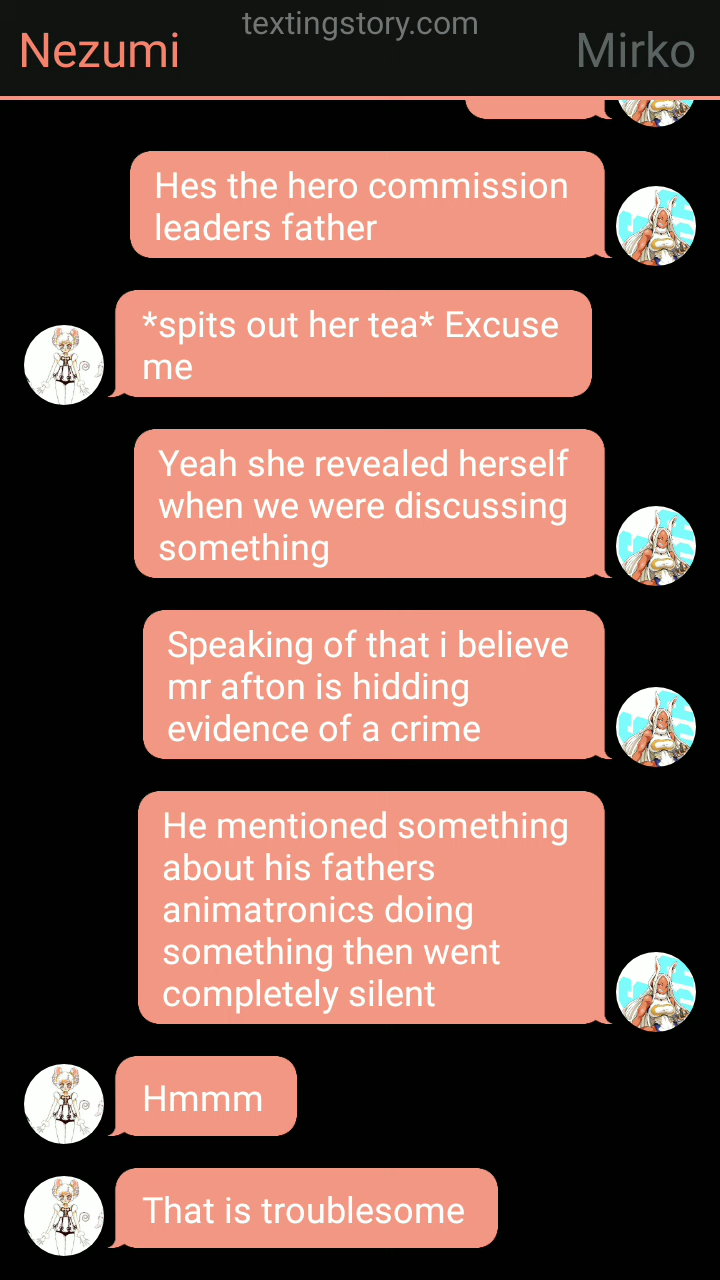 textingstory.com
Nezumi
Mirko
Hes the hero commission
leaders father
*spits out her tea* Excuse
me
Yeah she revealed herself
when we were discussing
something
Speaking of that i believe
mr afton is hidding
evidence of a crime
He mentioned something
about his fathers
animatronics doing
something then went
completely silent
Hmmm
That is troublesome